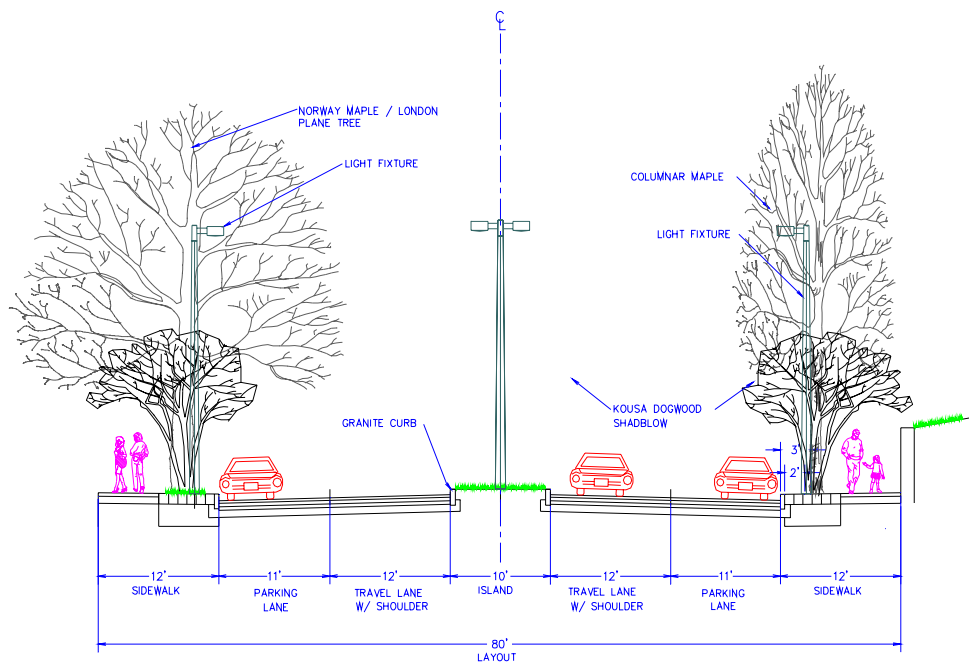 CL
NORWAY MAPLE / LONDON
PLANE TREE
LIGHT FIXTURE
COLUMNAR MAPLE
LIGHT FIXTURE
KOUSA DOGWOOD
SHADBLOW
GRANITE CURB
3'
2'
12'
11'
12'
10'
12'
11'
12'
SIDEWALK
PARKING
LANE
TRAVEL LANE
W/ SHOULDER
ISLAND
TRAVEL LANE
W/ SHOULDER
PARKING
LANE
SIDEWALK
80'
LAYOUT